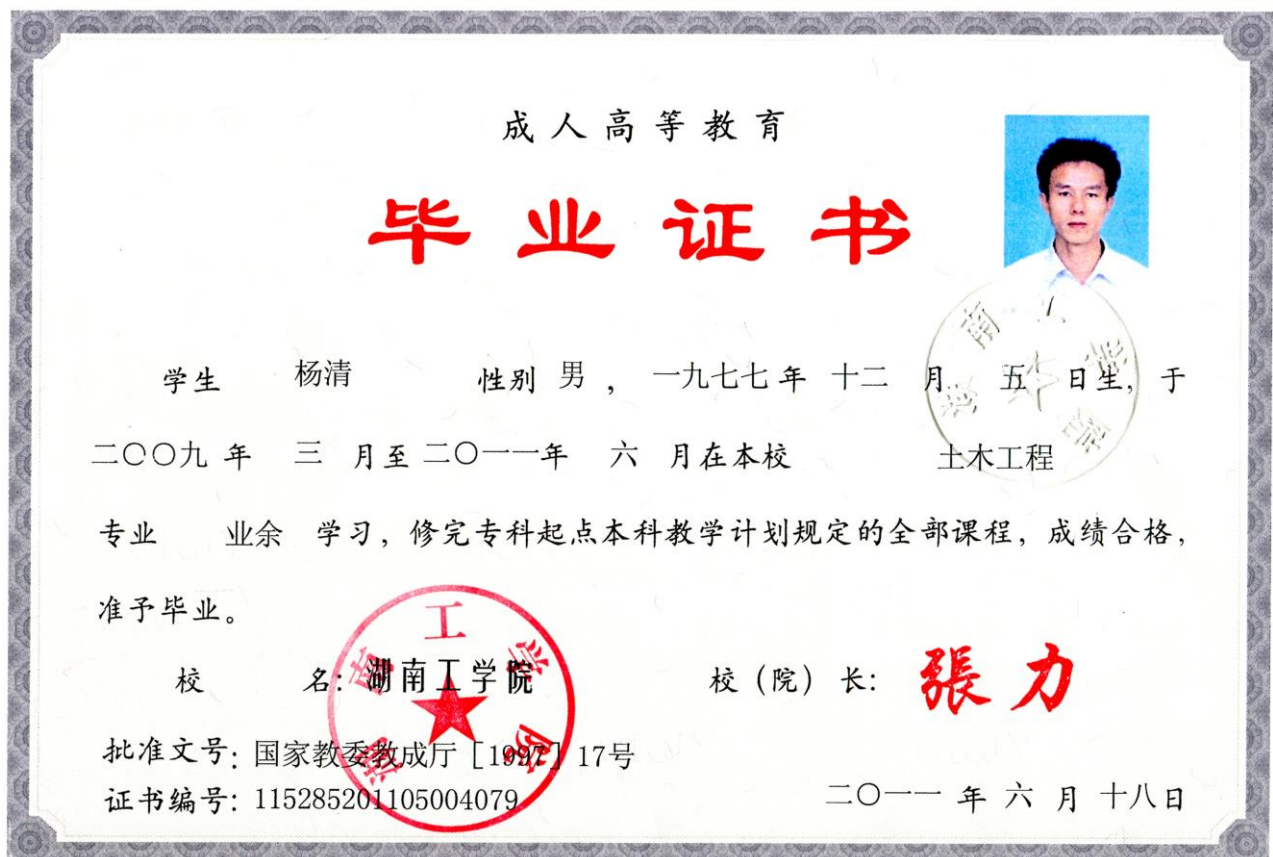 成人高等教育
毕业证书
学生 杨清 性别 男 ， 一九七七 年 十二 月 五 日生，于
二〇〇九 年 三 月至 二〇一一年 六 月在本校 土木工程
专业 业余 学习，修完专科起点本科教学计划规定的全部课程，成绩合格，
准予毕业。
校 名：湖南工学院 校（院）长：張力
批准文号：国家教委教成厅［1997］17号
证书编号：115285201105004079 二〇一一 年 六 月 十八日
湖南工学院